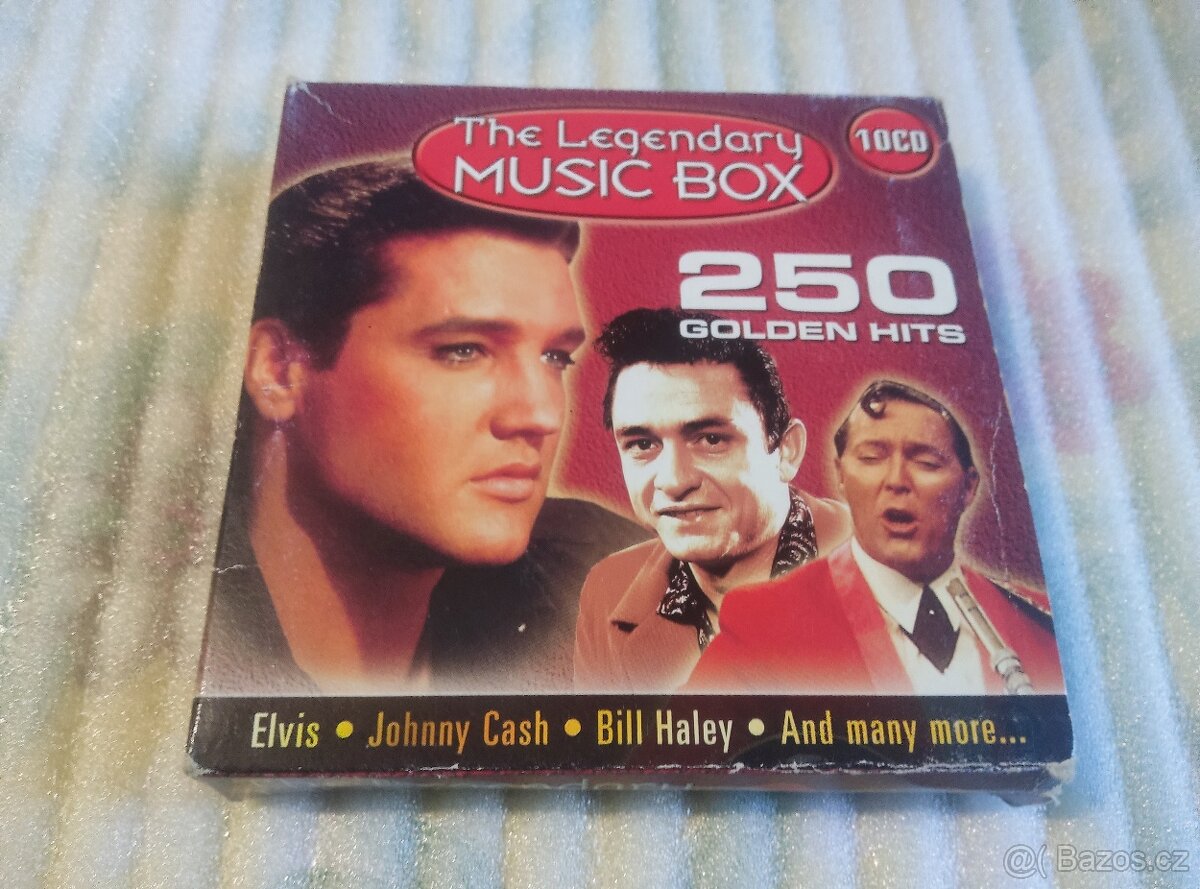 The Legendary
MUSIC BOX
10CD
250
GOLDEN HITS
Elvis • Johnny Cash • Bill Haley • And many more...
@( Bazos.cz